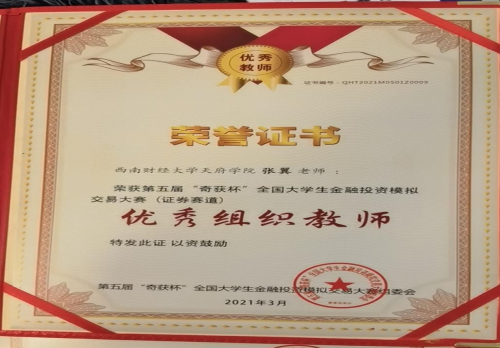 优秀
教师
证书编号：QHT2021M050120009
荣誉证书
西南财经大学天府学院 张翼 老师：
荣获第五届“奇获杯”全国大学生金融投资模拟
交易大赛（证券赛道）
优秀组织教师
特发此证 以资鼓励
第五届“奇获杯”全国大学生金融投资模拟交易大赛组委会
2021年3月